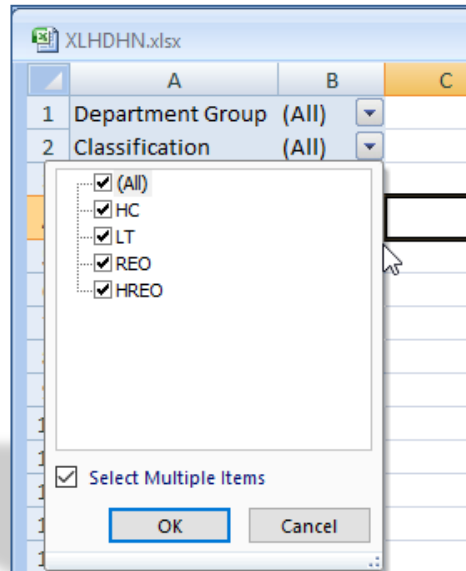 XLHDHN.xlsx
A B C
1 Department Group (All)
2 Classification (All)
(All)
HC
LT
REO
HREO
Select Multiple Items
OK Cancel